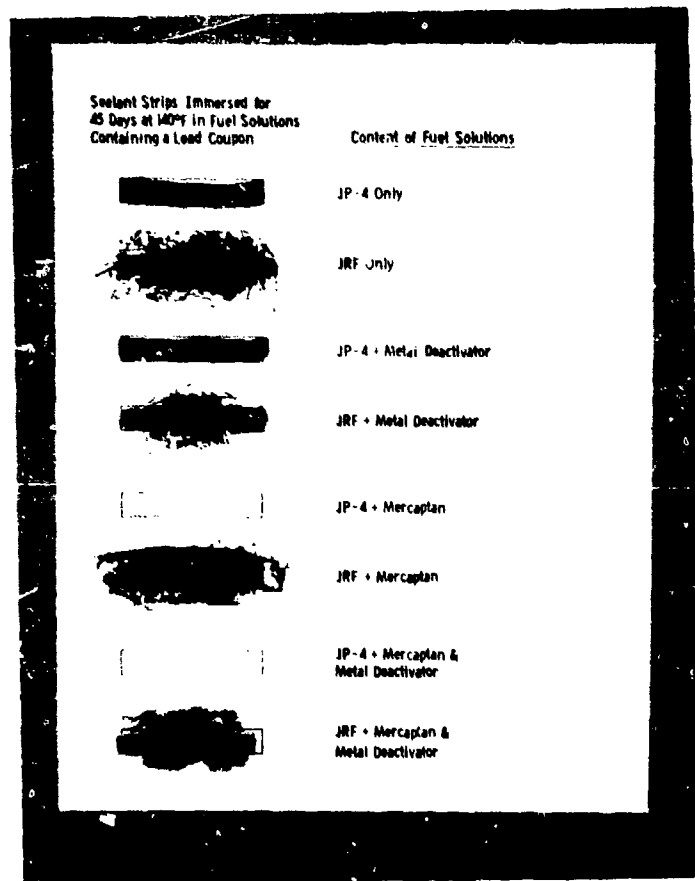 Sealant Strips Immersed for
45 Days at 140°F in Fuel Solutions
Containing a Lead Coupon
Content of Fuel Solutions
JP-4 Only
JRF Only
JP-4 + Metal Deactivator
JRF + Metal Deactivator
JP-4 + Mercaptan
JRF + Mercaptan
JP-4 + Mercaptan &
Metal Deactivator
JRF + Mercaptan &
Metal Deactivator